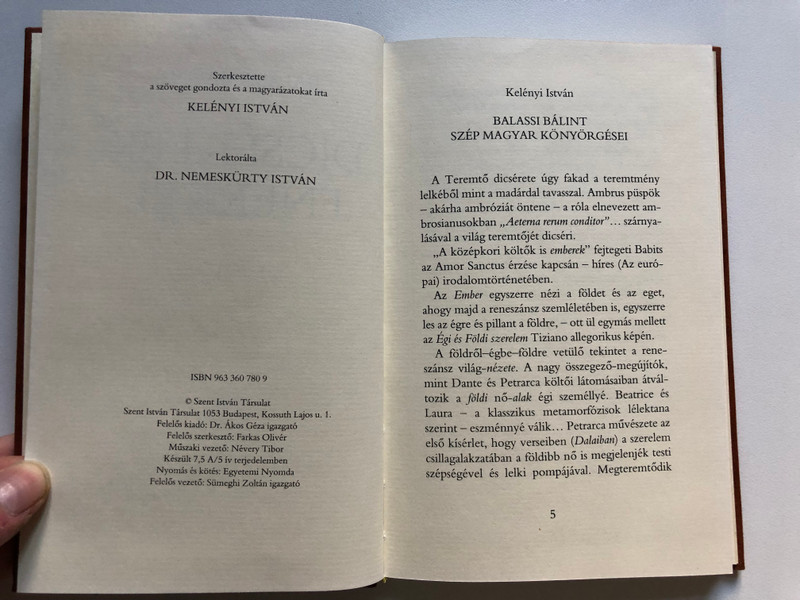 Szerkesztette
a szöveget gondozta és a magyarázatokat írta
KELÉNYI ISTVÁN
Lektorálta
DR. NEMESKÜRTY ISTVÁN
ISBN 963 360 780 9
© Szent István Társulat
Szent István Társulat 1053 Budapest, Kossuth Lajos u. 1.
Felelős kiadó: Dr. Ákos Géza igazgató
Felelős szerkesztő: Farkas Olivér
Műszaki vezető: Névery Tibor
Készült 7,5 A/5 ív terjedelemben
Nyomás és kötés: Egyetemi Nyomda
Felelős vezető: Sümeghi Zoltán igazgató
Kelényi István
BALASSI BÁLINT
SZÉP MAGYAR KÖNYÖRGÉSEI
A Teremtő dicsérete úgy fakad a teremtmény
lelkéből mint a madárdal tavasszal. Ambrus püspök
– akárha ambróziát öntene – a róla elnevezett am-
brosianusokban „Aeterna rerum conditor”... szárnya-
lásával a világ teremtőjét dicséri.
„A középkori költők is emberek” fejtegeti Babits
az Amor Sanctus érzése kapcsán – híres (Az euró-
pai) irodalomtörténetében.
Az Ember egyszerre nézi a földet és az eget,
ahogy majd a reneszánsz szemléletében is, egyszerre
les az égre és pillant a földre, – ott ül egymás mellett
az Égi és Földi szerelem Tiziano allegorikus képén.
A földről–égbe–földre vetülő tekintet a rene-
szánsz világ-nézete. A nagy összegező-megújítók,
mint Dante és Petrarca költői látomásaiban átvál-
tozik a földi nő-alak égi személlyé. Beatrice és
Laura – a klasszikus metamorfózisok lélektana
szerint – eszménnyé válik... Petrarca művészete az
első kísérlet, hogy verseiben (Dalaiban) a szerelem
csillagalakzatában a földibb nő is megjelenjék testi
szépségével és lelki pompájával. Megteremtődik
5